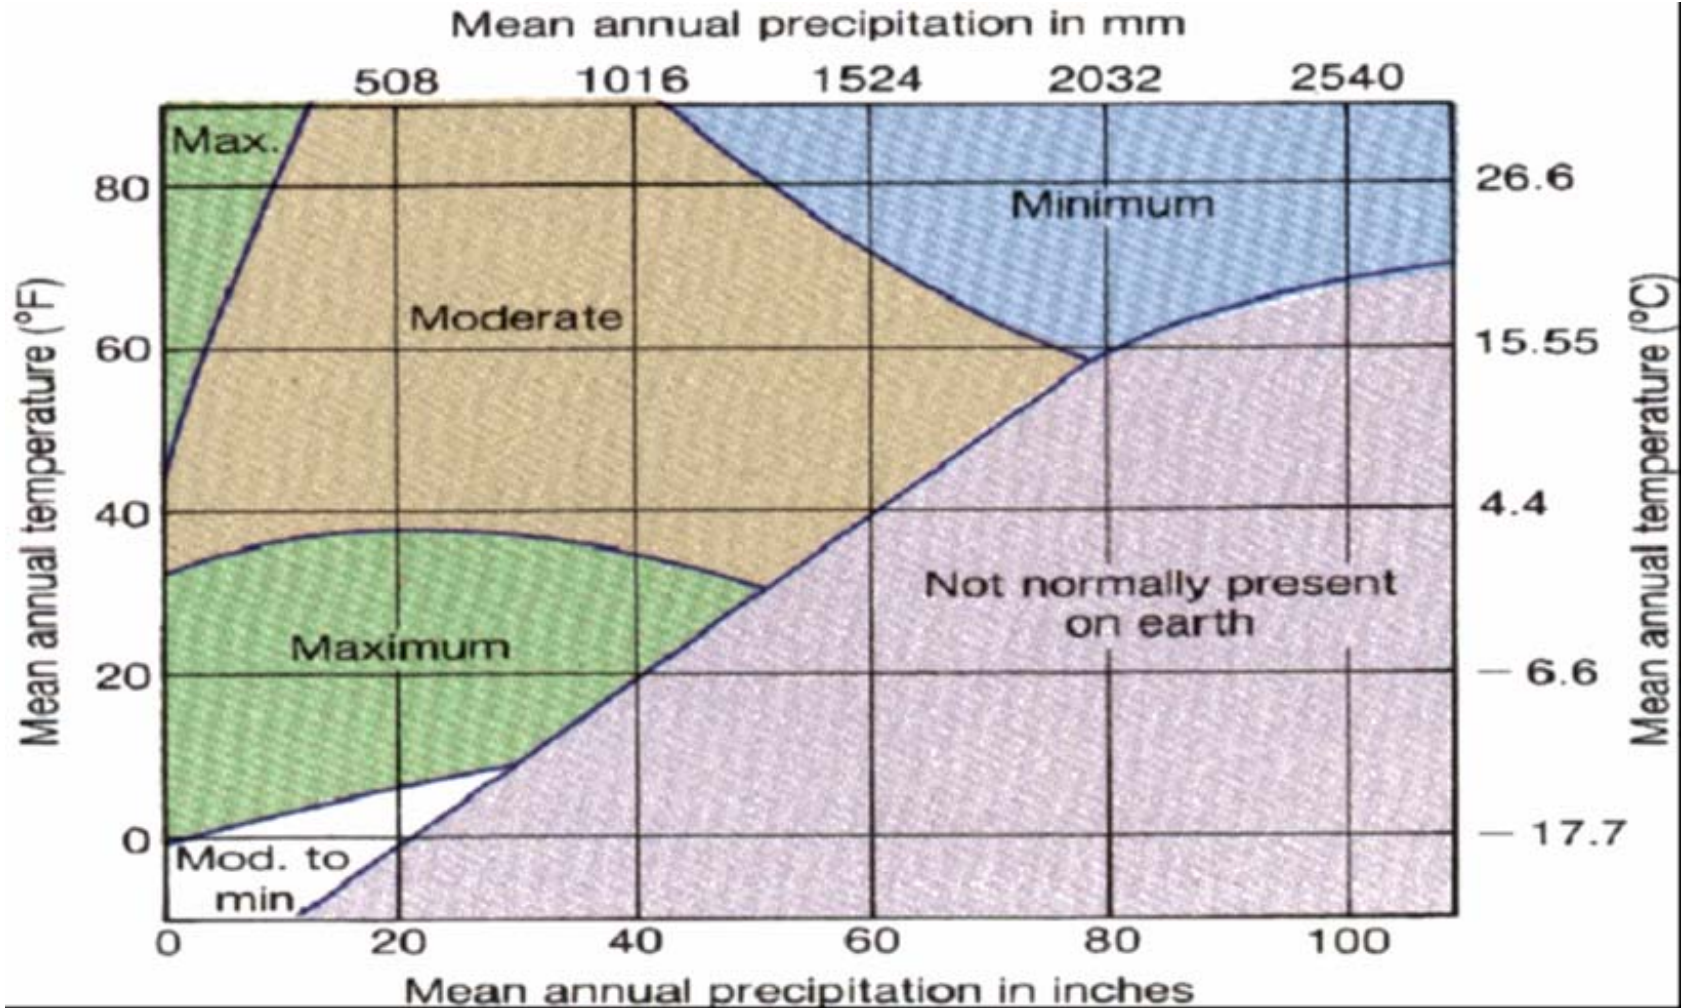 Mean annual precipitation in mm
508 1016 1524 2032 2540
Max.
80 26.6
Minimum
Moderate
60 15.55
Mean annual temperature (°F)
Mean annual temperature (°C)
40 4.4
Not normally present
on earth
Maximum
20 — 6.6
0 — 17.7
Mod. to
min
0 20 40 60 80 100
Mean annual precipitation in inches